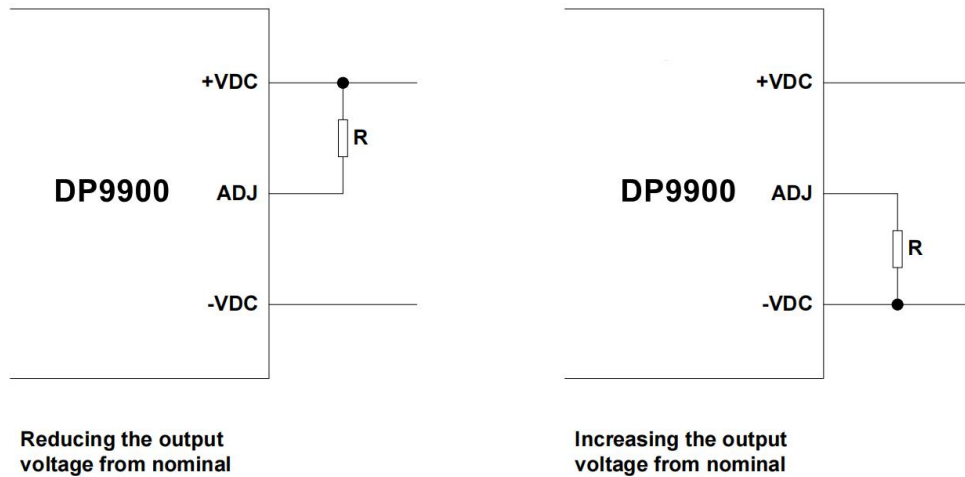 +VDC
R
DP9900
ADJ
-VDC
Reducing the output
voltage from nominal
+VDC
DP9900
ADJ
R
-VDC
Increasing the output
voltage from nominal